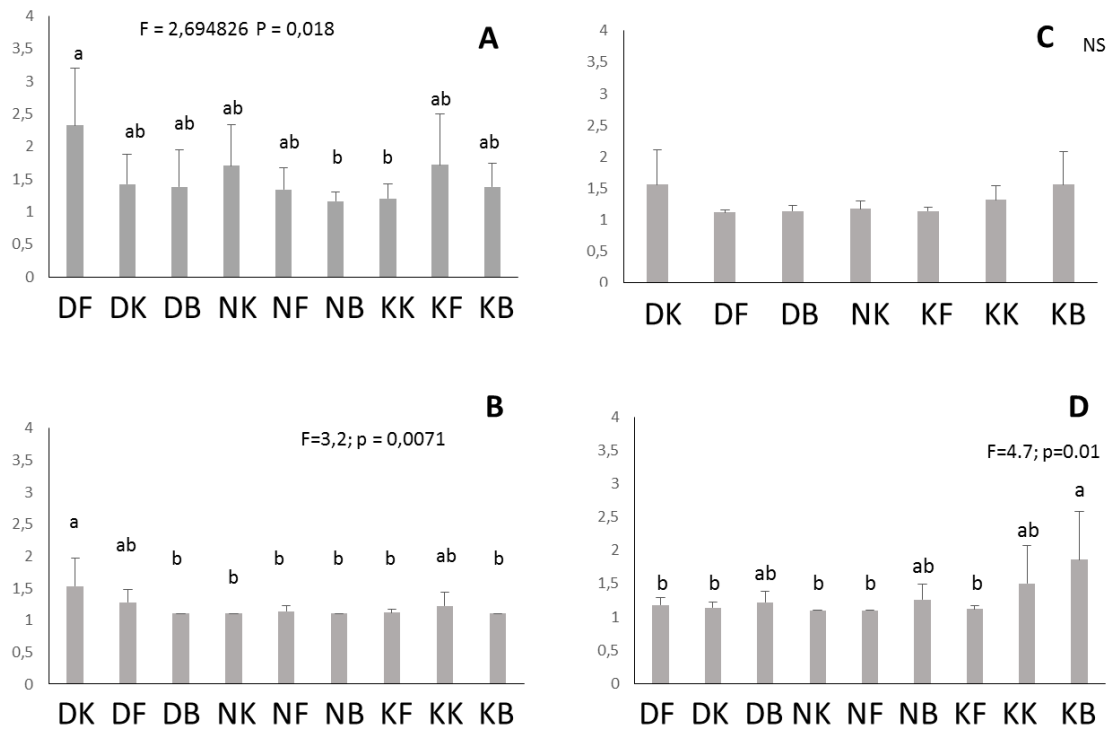 F = 2,694826 P = 0,018
A
4
3,5
3
2,5
2
1,5
1
0,5
0
a
ab
ab
ab
ab
b
b
ab
ab
DF DK DB NK NF NB KK KF KB
C
NS
4
3,5
3
2,5
2
1,5
1
0,5
0
DK DF DB NK KF KK KB
B
F=3,2; p = 0,0071
4
3,5
3
2,5
2
1,5
1
0,5
0
a
ab
b
b
b
b
b
ab
b
DK DF DB NK NF NB KF KK KB
D
F=4.7; p=0.01
4
3,5
3
2,5
2
1,5
1
0,5
0
b
b
ab
b
b
ab
b
ab
a
DF DK DB NK NF NB KF KK KB